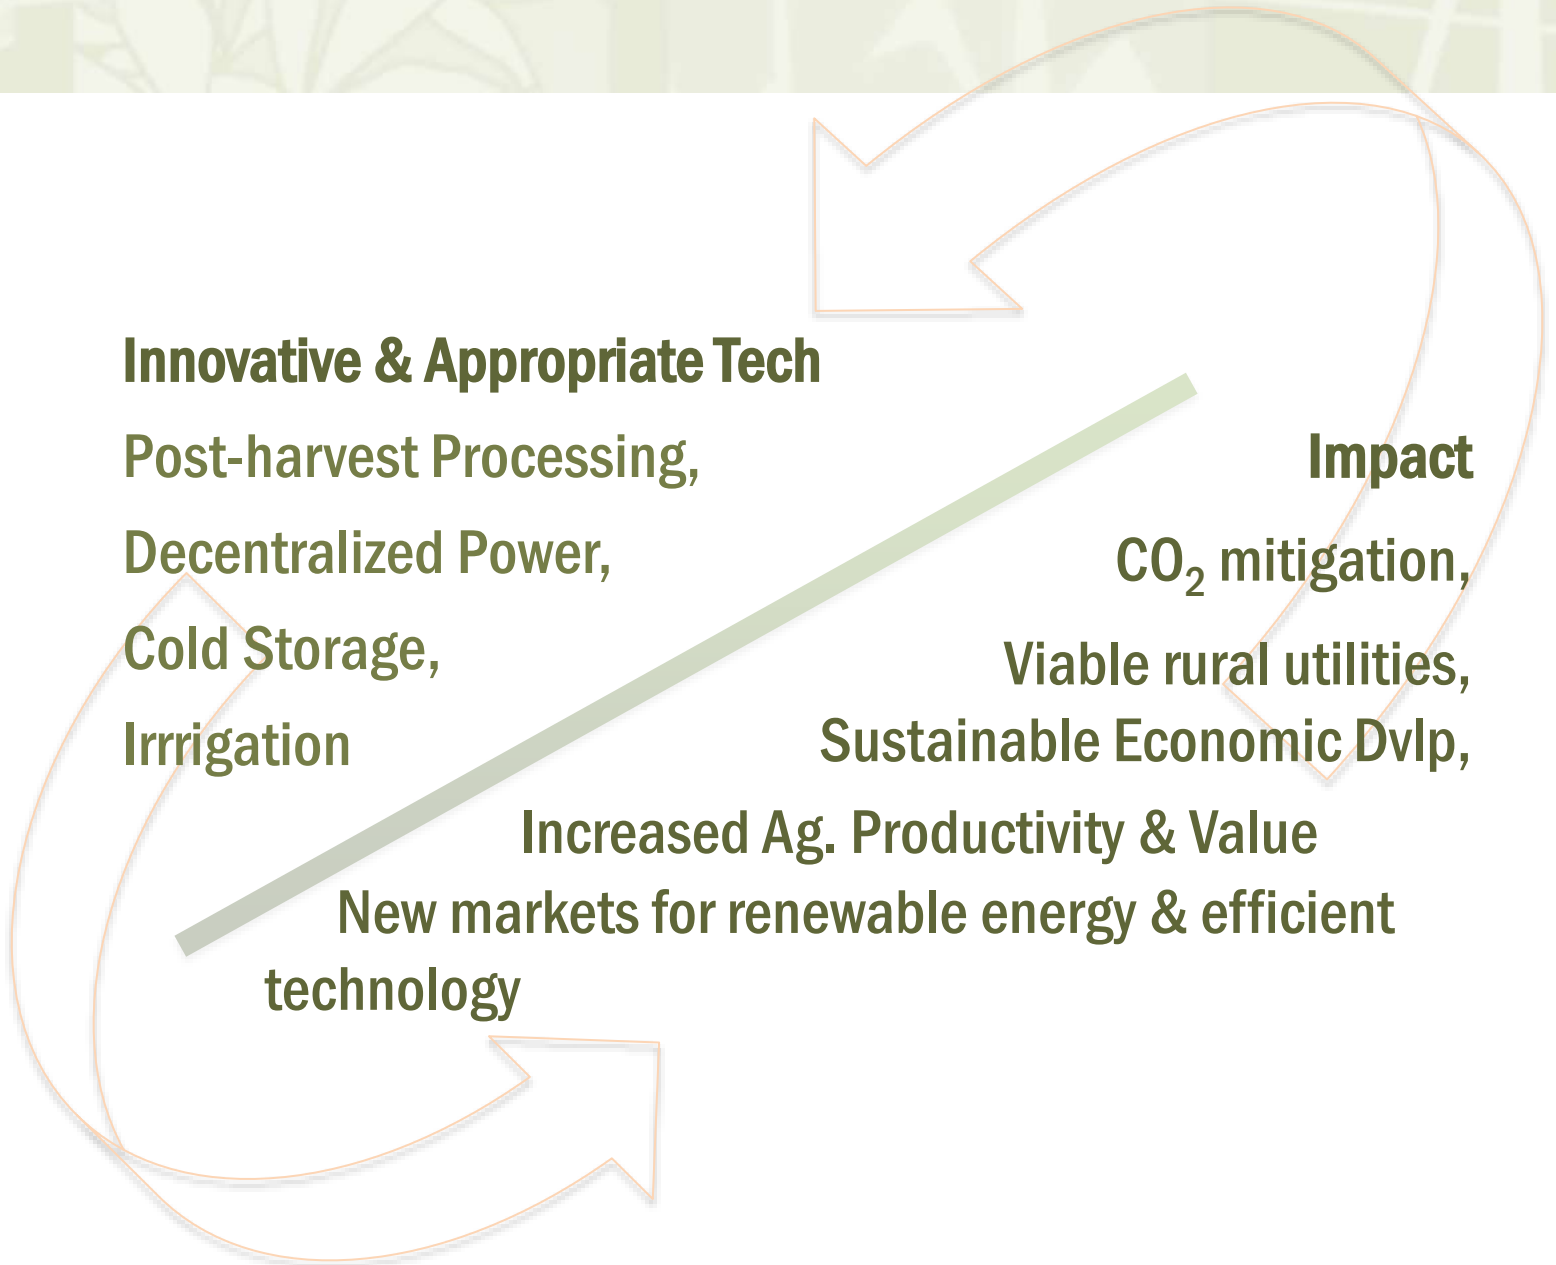 Innovative & Appropriate Tech
Post-harvest Processing,
Decentralized Power,
Cold Storage,
Irrrigation
Impact
CO₂ mitigation,
Viable rural utilities,
Sustainable Economic Dvlp,
Increased Ag. Productivity & Value
New markets for renewable energy & efficient
technology